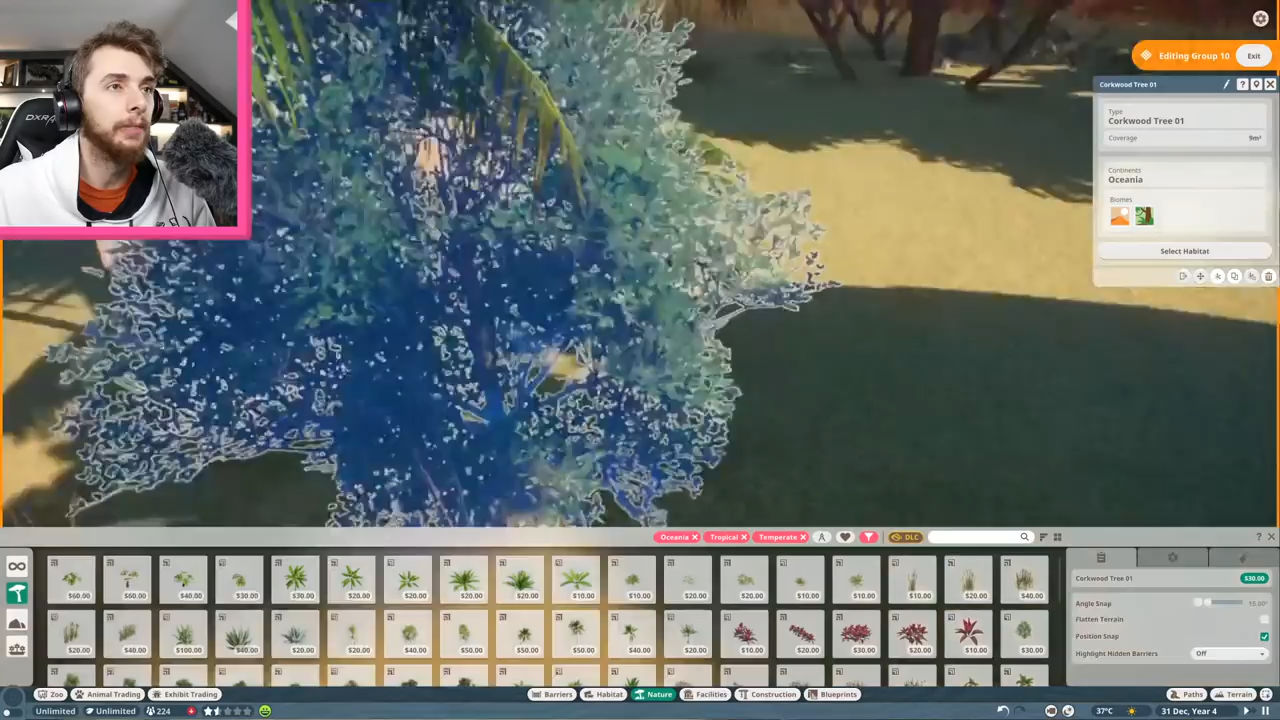 DXRA
Editing Group 10
Exit
Corkwood Tree 01
?
Type
Corkwood Tree 01
Coverage
9m²
Continents
Oceania
Biomes
Select Habitat
Oceania ×
Tropical ×
Temperate ×
DLC
?
$60.00 $60.00 $40.00 $30.00 $30.00 $20.00 $20.00 $20.00 $20.00 $10.00 $10.00 $20.00 $20.00 $10.00 $10.00 $20.00 $20.00 $40.00
$20.00 $40.00 $100.00 $40.00 $20.00 $20.00 $40.00 $50.00 $50.00 $50.00 $40.00 $20.00 $10.00 $20.00 $30.00 $20.00 $10.00 $30.00
Corkwood Tree 01
$30.00
Angle Snap
Flatten Terrain
Position Snap
Highlight Hidden Barriers
Off
Zoo
Animal Trading
Exhibit Trading
Barriers
Habitat
Nature
Facilities
Construction
Blueprints
Paths
Terrain
Unlimited
Unlimited
224
37°C
31 Dec, Year 4